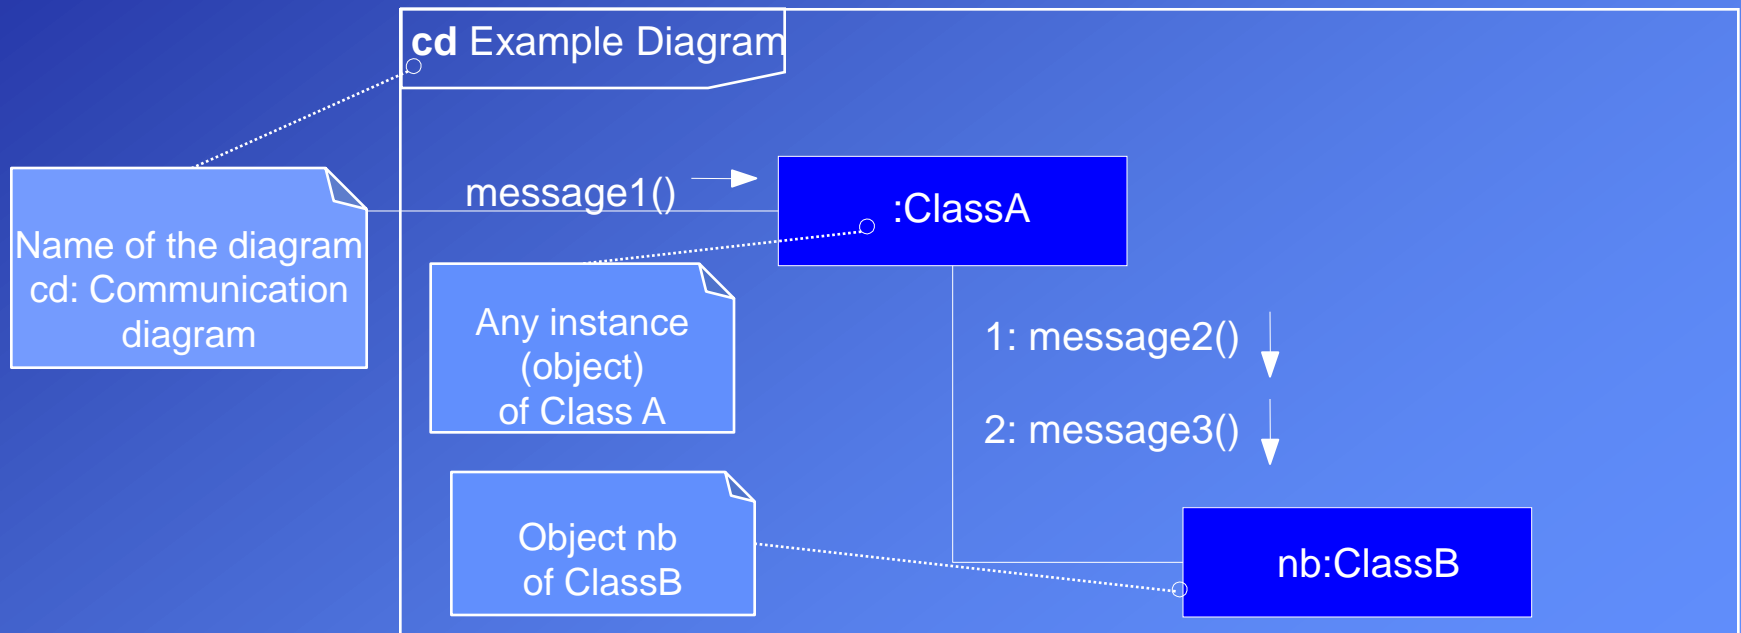 cd Example Diagram
message1()
:ClassA
Name of the diagram
cd: Communication
diagram
Any instance
(object)
of Class A
1: message2()
2: message3()
Object nb
of ClassB
nb:ClassB